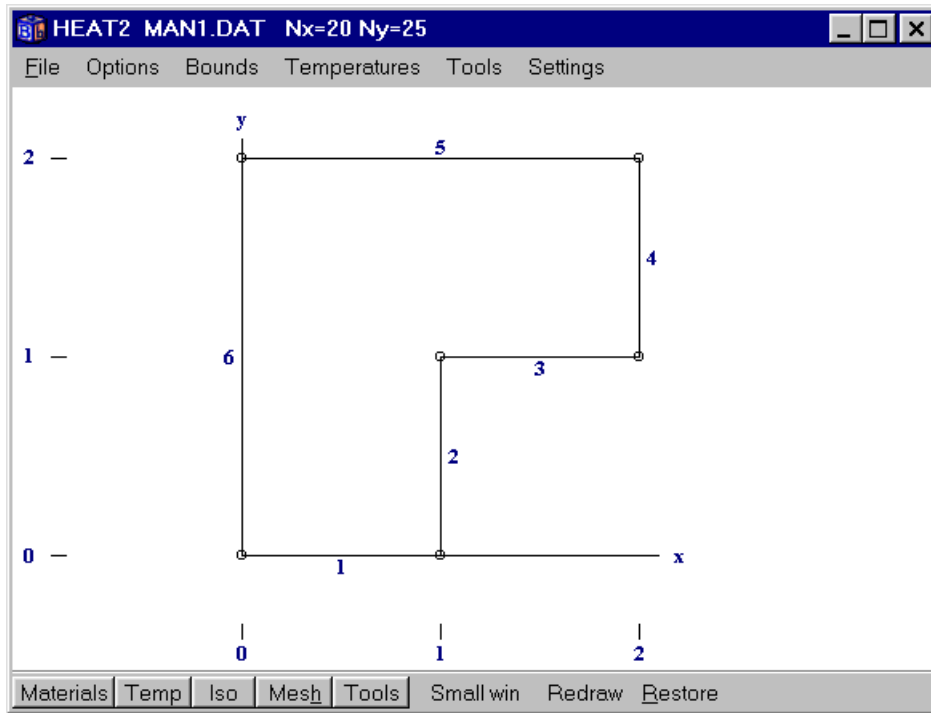 HEAT2 MAN1.DAT Nx=20 Ny=25
File Options Bounds Temperatures Tools Settings
y
2
5
4
1
6
3
2
0
1
x
0 1 2
Materials Temp Iso Mesh Tools Small win Redraw Restore